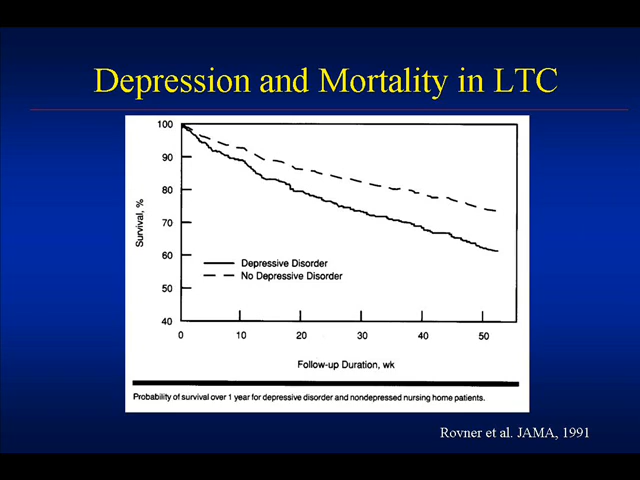 Depression and Mortality in LTC
100
90
80
70
60
50
40
Survival, %
Depressive Disorder
No Depressive Disorder
0 10 20 30 40 50
Follow-up Duration, wk
Probability of survival over 1 year for depressive disorder and nondepressed nursing home patients.
Rovner et al. JAMA, 1991